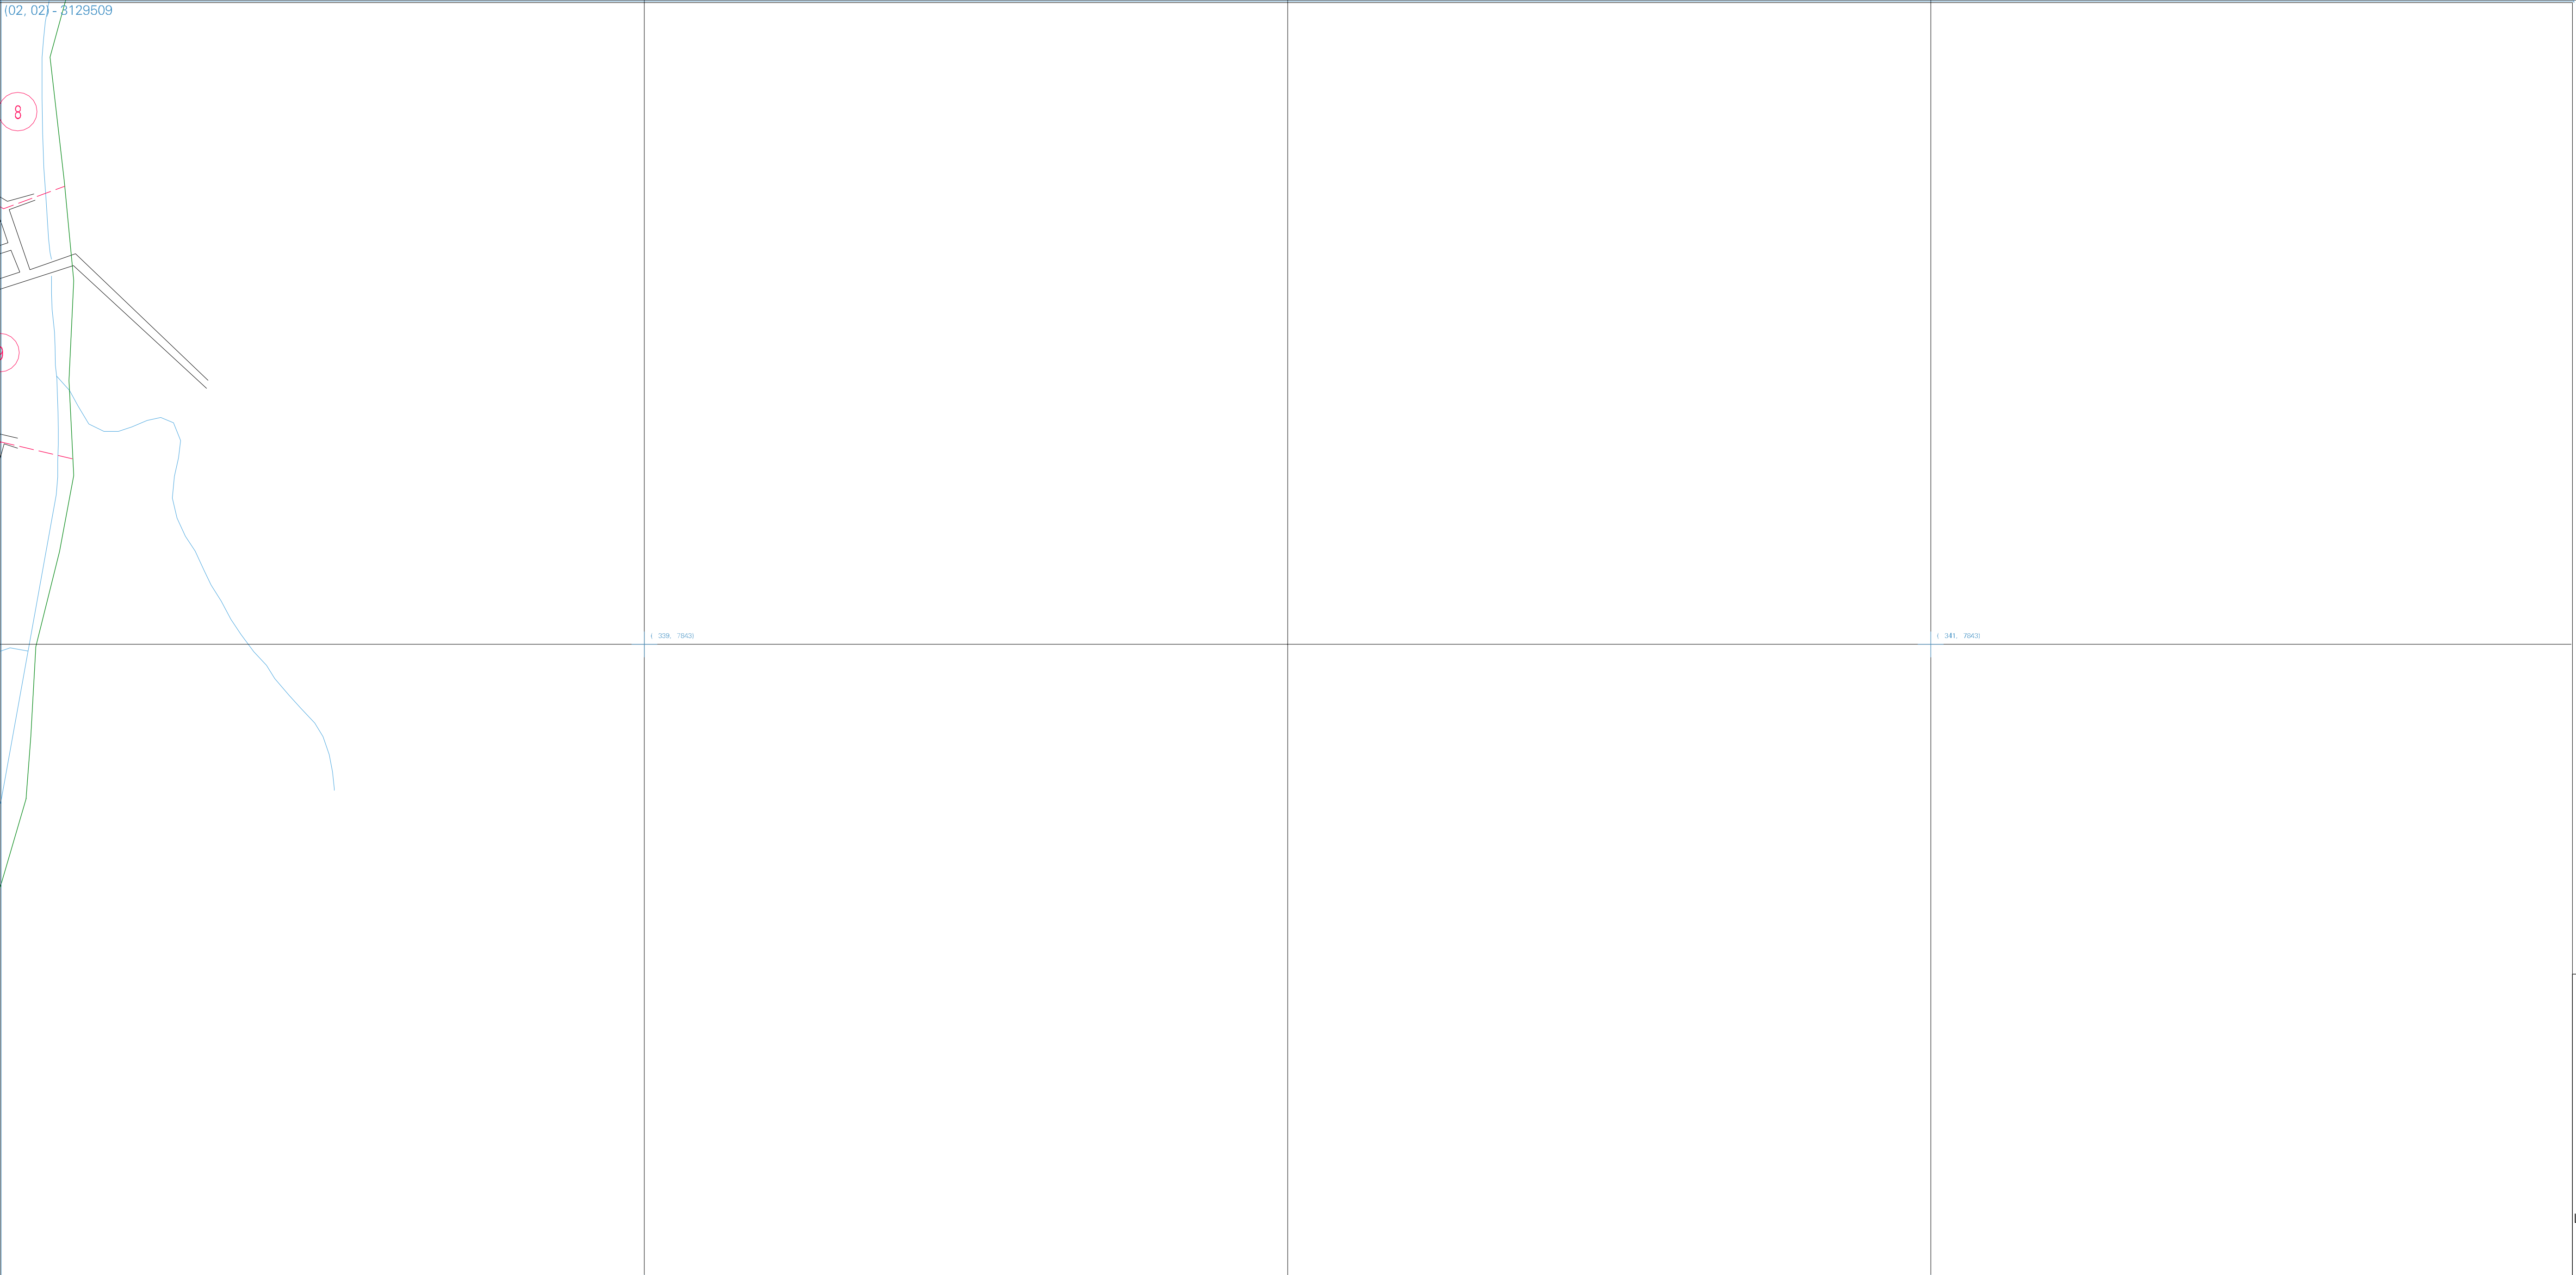 (02, 02) - 3129509
8
( 339, 7843)
( 341, 7843)